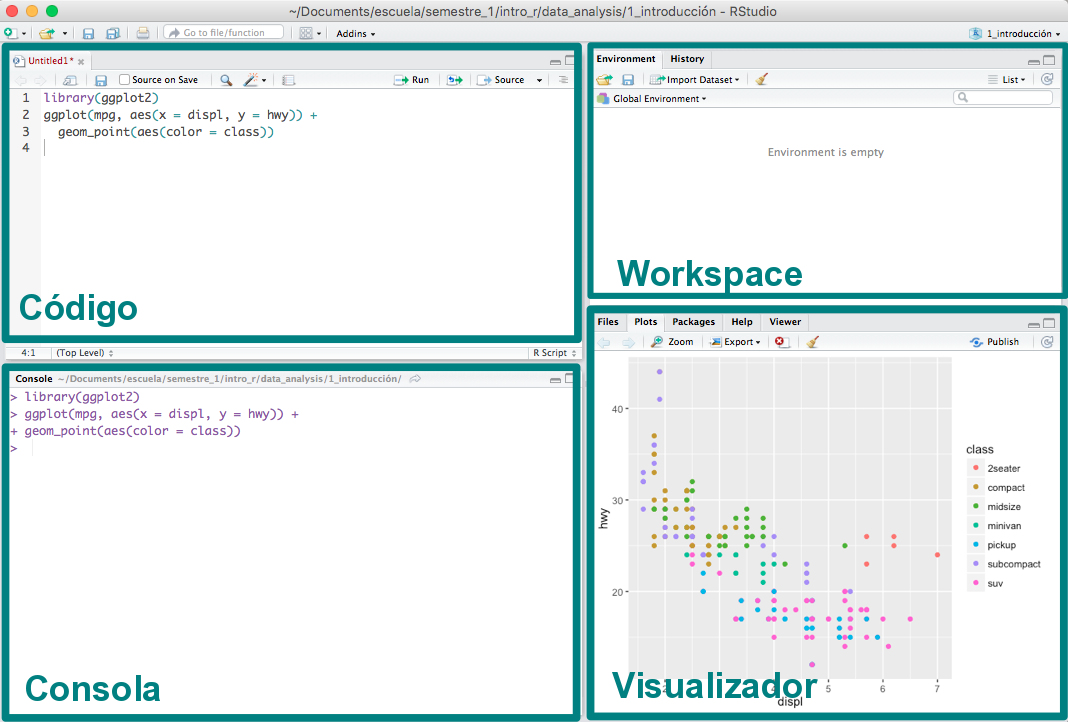 ~/Documents/escuela/semestre_1/intro_r/data_analysis/1_introducción - RStudio
Go to file/function
Addins
1_introducción
Untitled1*
Source on Save
Run
Source
1 library(ggplot2)
2 ggplot(mpg, aes(x = displ, y = hwy)) +
3 geom_point(aes(color = class))
4
Código
4:1 (Top Level) R Script
Console ~/Documents/escuela/semestre_1/intro_r/data_analysis/1_introducción/
> library(ggplot2)
> ggplot(mpg, aes(x = displ, y = hwy)) +
+ geom_point(aes(color = class))
>
Consola
Environment History
Import Dataset List
Global Environment
Environment is empty
Workspace
Files Plots Packages Help Viewer
Zoom Export Publish
40
30
20
hwy
class
2seater
compact
midsize
minivan
pickup
subcompact
suv
5 6 7
displ
Visualizador